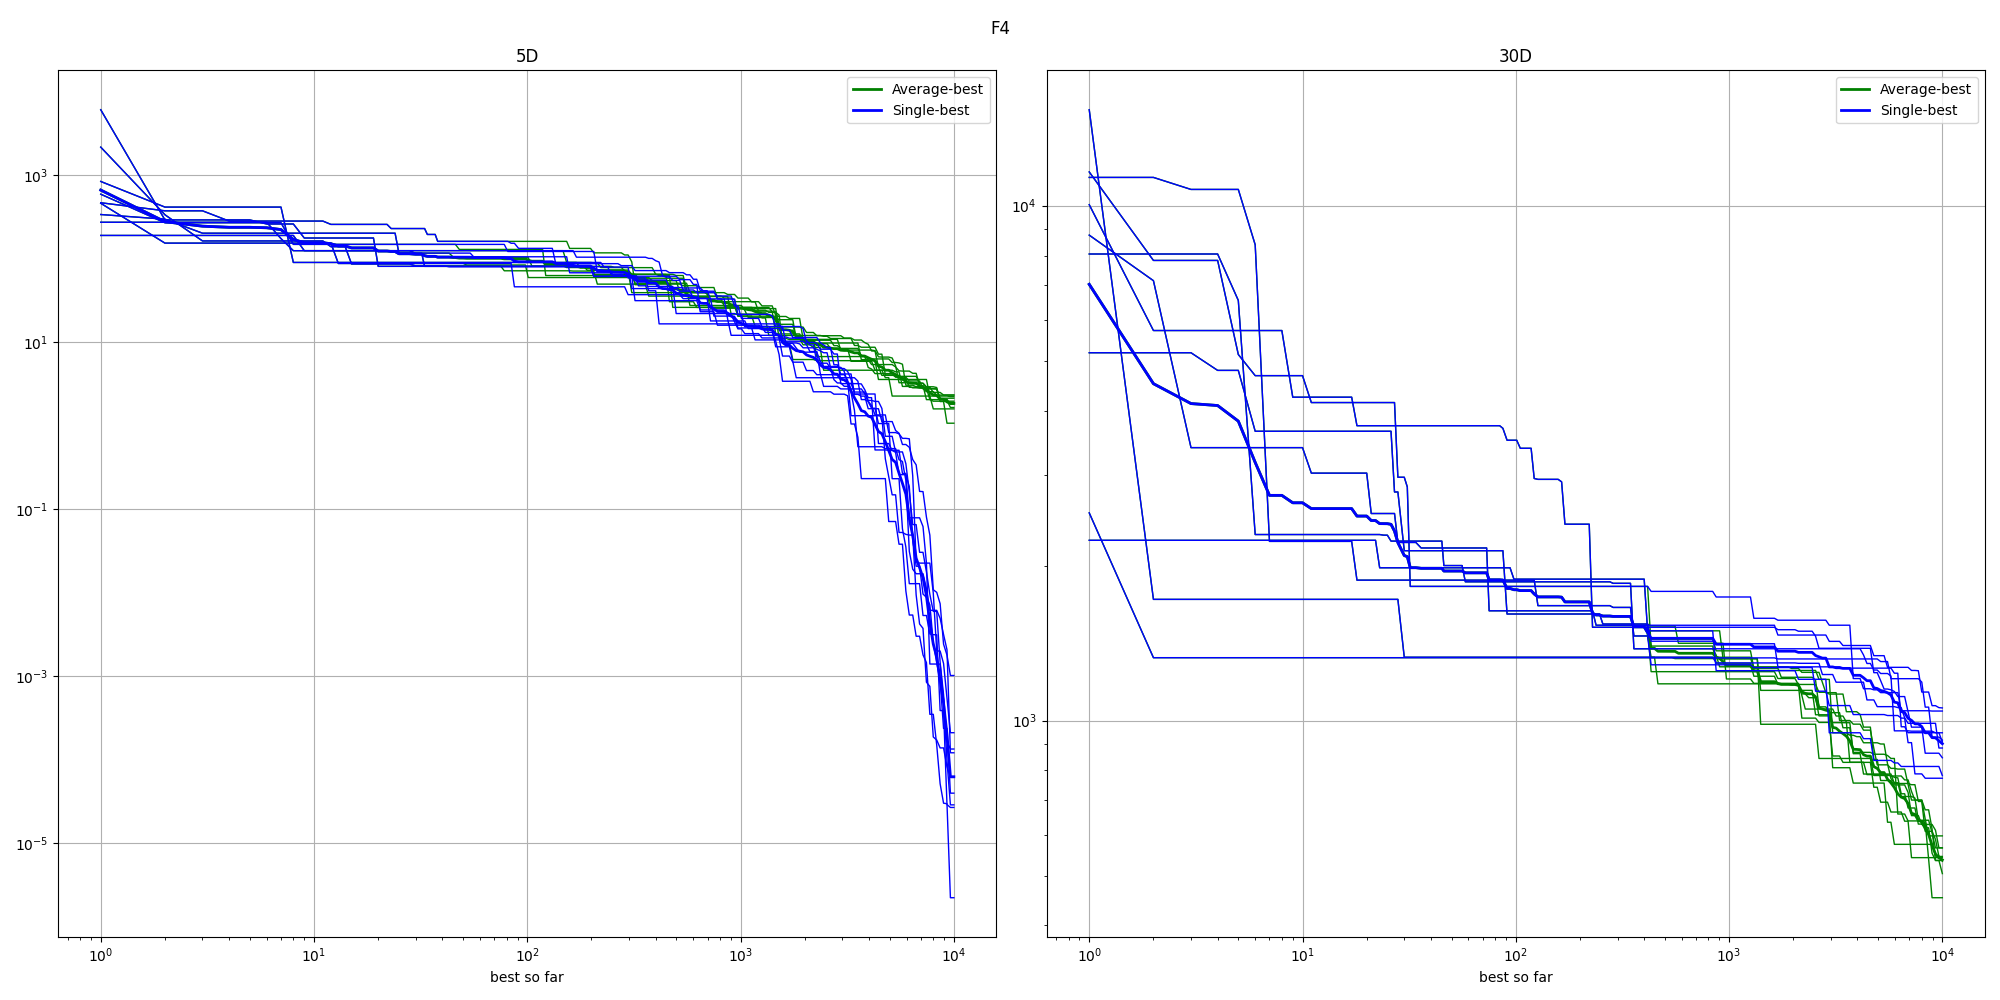 F4
5D
Average-best
Single-best
10³
10¹
10⁻¹
10⁻³
10⁻⁵
10⁰ 10¹ 10² 10³ 10⁴
best so far
30D
Average-best
Single-best
10⁴
10³
10⁰ 10¹ 10² 10³ 10⁴
best so far